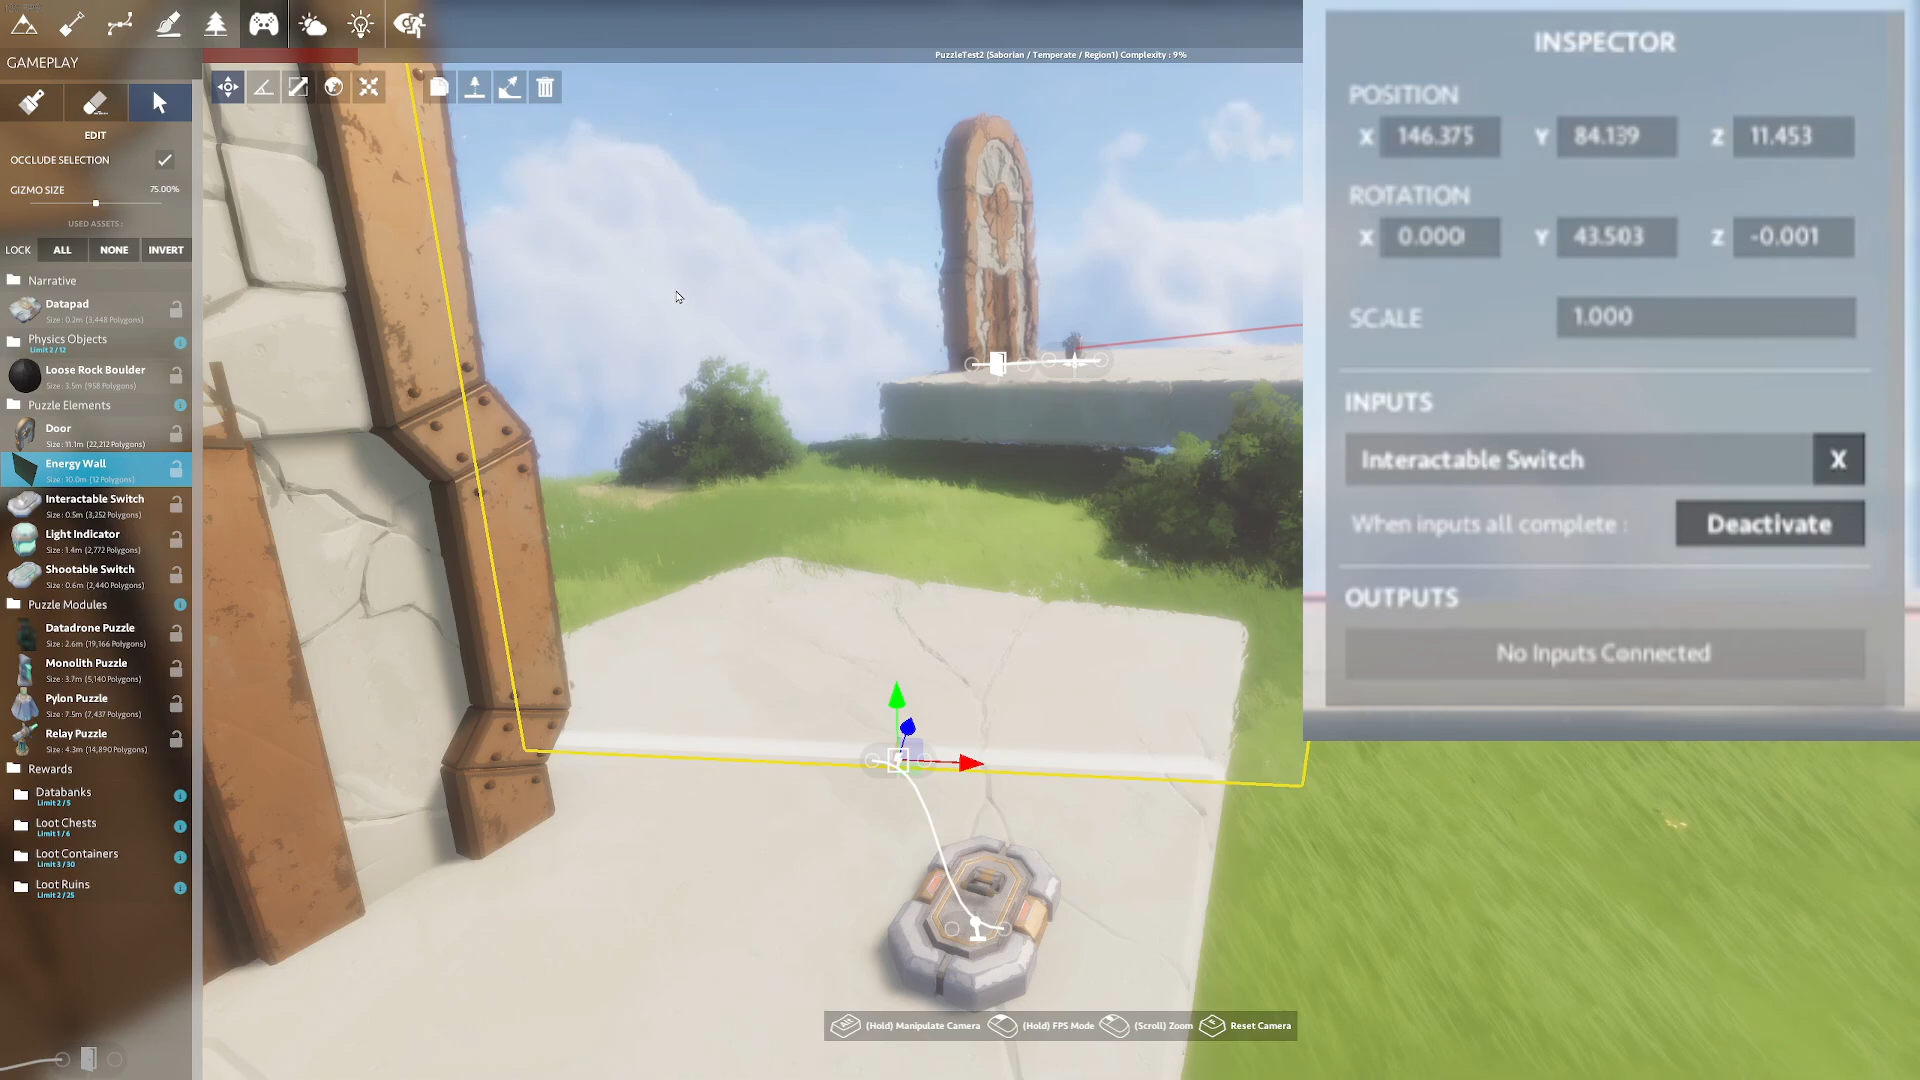 PuzzleTest2 (Saborian / Temperate / Region1) Complexity : 9%
GAMEPLAY
EDIT
OCCLUDE SELECTION
GIZMO SIZE 75.00%
USED ASSETS :
LOCK ALL NONE INVERT
Narrative
Datapad
Size : 0.2m (3,448 Polygons)
Physics Objects
Limit 2 / 12
Loose Rock Boulder
Size : 3.5m (958 Polygons)
Puzzle Elements
Door
Size : 11.1m (22,212 Polygons)
Energy Wall
Size : 10.0m (12 Polygons)
Interactable Switch
Size : 0.5m (3,252 Polygons)
Light Indicator
Size : 1.4m (2,772 Polygons)
Shootable Switch
Size : 0.6m (2,440 Polygons)
Puzzle Modules
Datadrone Puzzle
Size : 2.6m (19,166 Polygons)
Monolith Puzzle
Size : 3.7m (5,140 Polygons)
Pylon Puzzle
Size : 7.5m (7,437 Polygons)
Relay Puzzle
Size : 4.3m (14,890 Polygons)
Rewards
Databanks
Limit 2 / 5
Loot Chests
Limit 1 / 6
Loot Containers
Limit 3 / 30
Loot Ruins
Limit 2 / 25
INSPECTOR
POSITION
X 146.375 Y 84.139 Z 11.453
ROTATION
X 0.000 Y 43.503 Z -0.001
SCALE 1.000
INPUTS
Interactable Switch X
When inputs all complete : Deactivate
OUTPUTS
No Inputs Connected
Alt (Hold) Manipulate Camera (Hold) FPS Mode (Scroll) Zoom Reset Camera